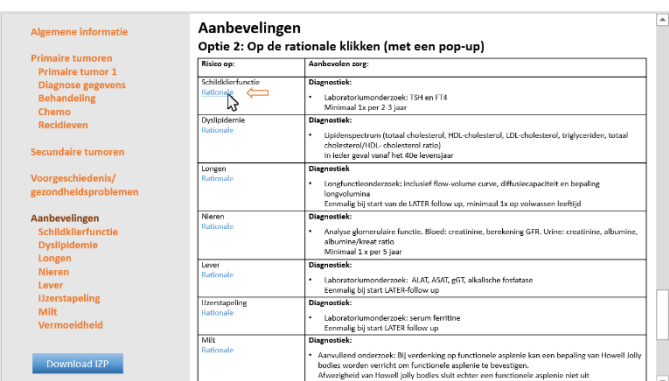 Algemene informatie
Primaire tumoren
Primaire tumor 1
Diagnose gegevens
Behandeling
Chemo
Recidieven
Secundaire tumoren
Voorgeschiedenis/
gezondheidsproblemen
Aanbevelingen
Schildklierfunctie
Dyslipidemie
Longen
Nieren
Lever
IJzerstapeling
Milt
Vermoeidheid
Download IZP
Aanbevelingen
Optie 2: Op de rationale klikken (met een pop-up)
Risico op: Aanbevolen zorg:
Schildklierfunctie Diagnostiek:
Rationale
• Laboratoriumonderzoek: TSH en FT4
Minimaal 1x per 2-3 jaar
Dyslipidemie Diagnostiek:
Rationale
• Lipidenspectrum (totaal cholesterol, HDL-cholesterol, LDL-cholesterol, triglyceriden, totaal
cholesterol/HDL- cholesterol ratio)
In ieder geval vanaf het 40e levensjaar
Longen Diagnostiek
Rationale
• Longfunctieonderzoek: inclusief flow-volume curve, diffusiecapaciteit en bepaling
longvolumina
Eenmalig bij start van de LATER follow up, minimaal 1x op volwassen leeftijd
Nieren Diagnostiek:
Rationale
• Analyse glomerulaire functie. Bloed: creatinine, berekening GFR. Urine: creatinine, albumine,
albumine/kreat ratio
Minimaal 1 x per 5 jaar
Lever Diagnostiek:
Rationale
• Laboratoriumonderzoek: ALAT, ASAT, gGT, alkalische fosfatase
Eenmalig bij start LATER-follow up
IJzerstapeling Diagnostiek:
Rationale
• Laboratoriumonderzoek: serum ferritine
Eenmalig bij start LATER follow up
Milt Diagnostiek:
Rationale
• Aanvullend onderzoek: Bij verdenking op functionele asplenie kan een bepaling van Howell Jolly
bodies worden verricht om functionele asplenie te bevestigen.
Afwezigheid van Howell jolly bodies sluit echter een functionele asplenie niet uit